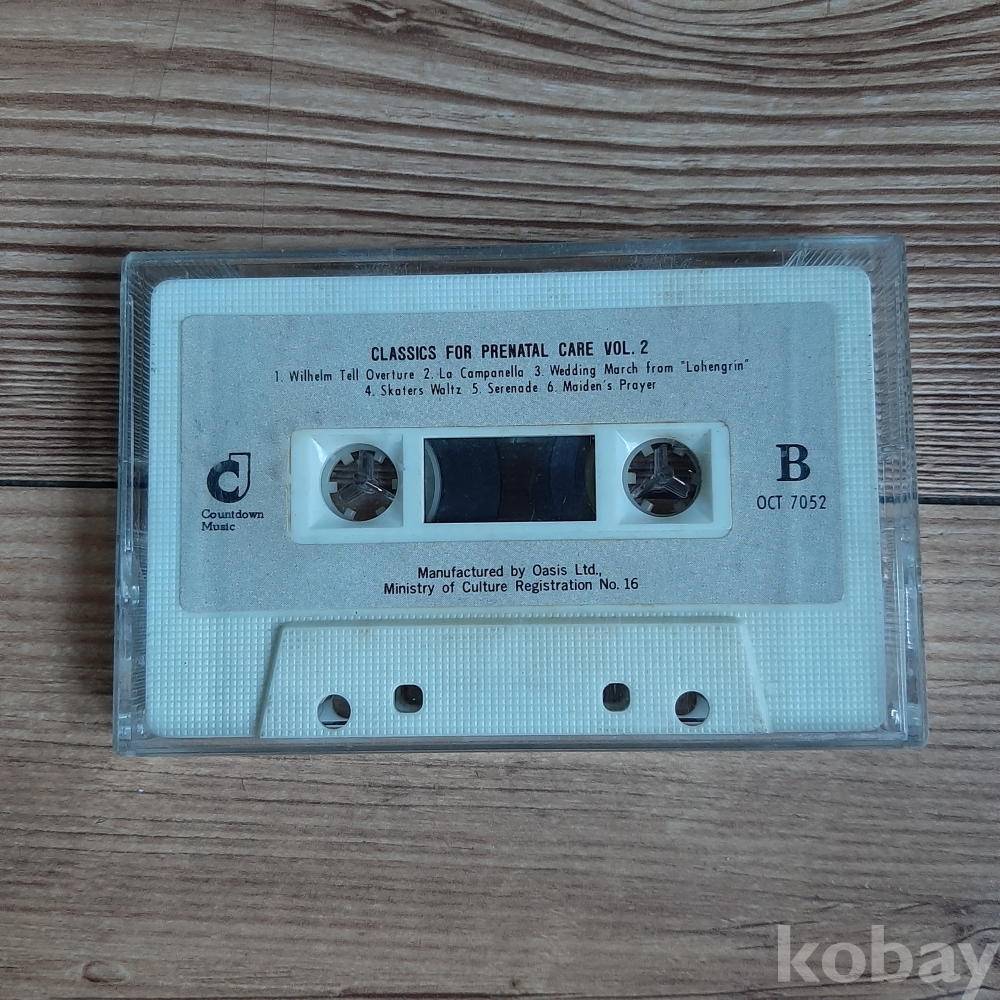 CLASSICS FOR PRENATAL CARE VOL. 2
1. Wilhelm Tell Overture 2. La Campanella 3. Wedding March from "Lohengrin"
4. Skaters Waltz 5. Serenade 6. Maiden's Prayer
Countdown
Music
B
OCT 7052
Manufactured by Oasis Ltd.,
Ministry of Culture Registration No. 16
kobay